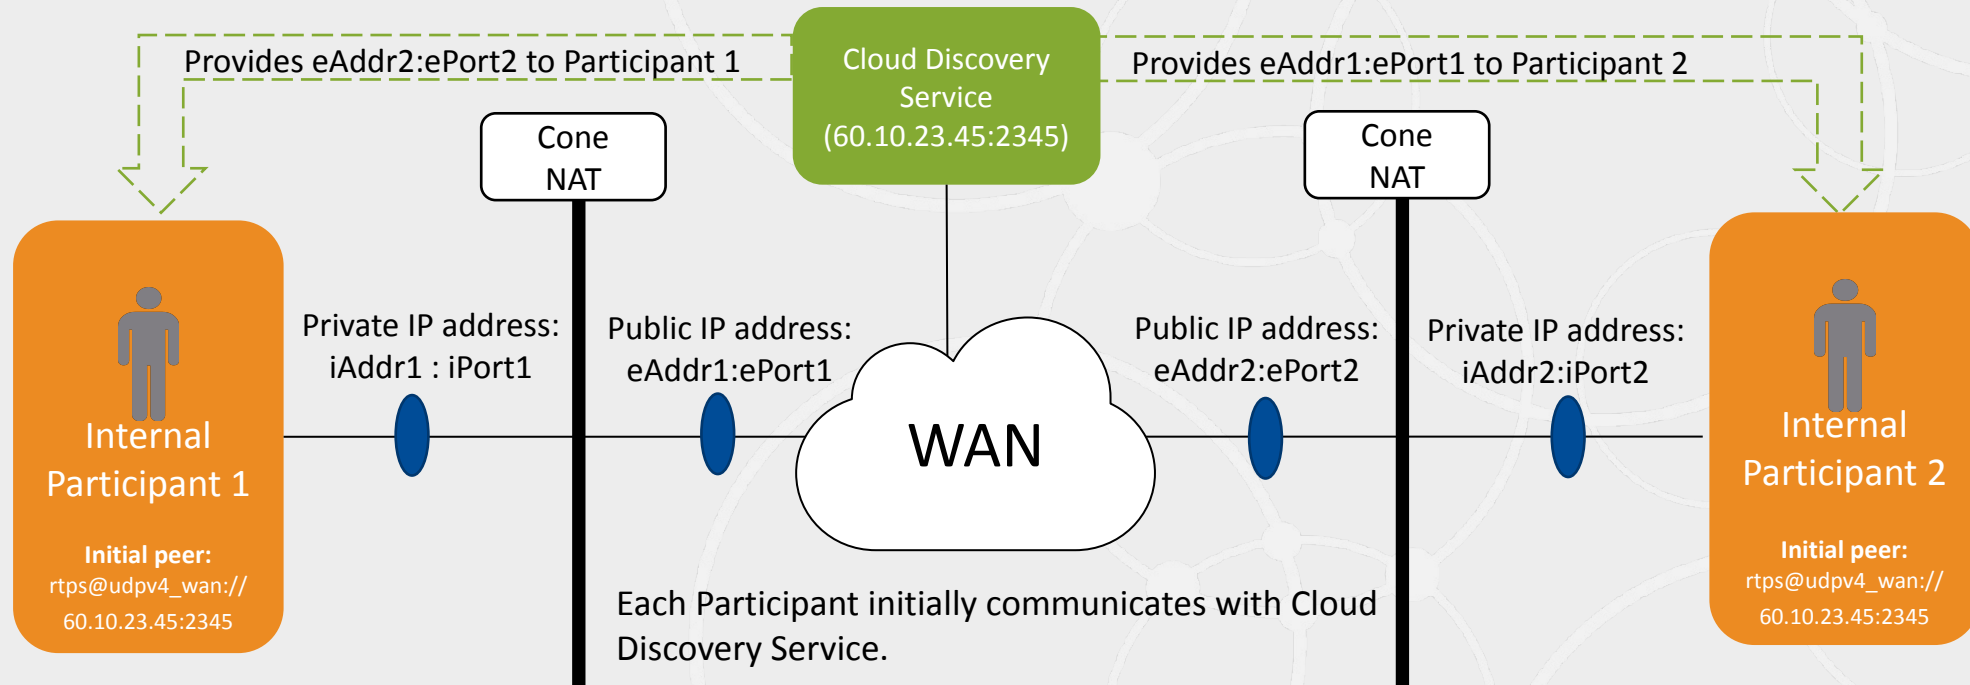 Provides eAddr2:ePort2 to Participant 1
Cloud Discovery
Service
(60.10.23.45:2345)
Provides eAddr1:ePort1 to Participant 2
Cone
NAT
Cone
NAT
Private IP address:
iAddr1 : iPort1
Public IP address:
eAddr1:ePort1
Public IP address:
eAddr2:ePort2
Private IP address:
iAddr2:iPort2
WAN
Internal
Participant 1
Initial peer:
rtps@udpv4_wan://
60.10.23.45:2345
Internal
Participant 2
Initial peer:
rtps@udpv4_wan://
60.10.23.45:2345
Each Participant initially communicates with Cloud
Discovery Service.